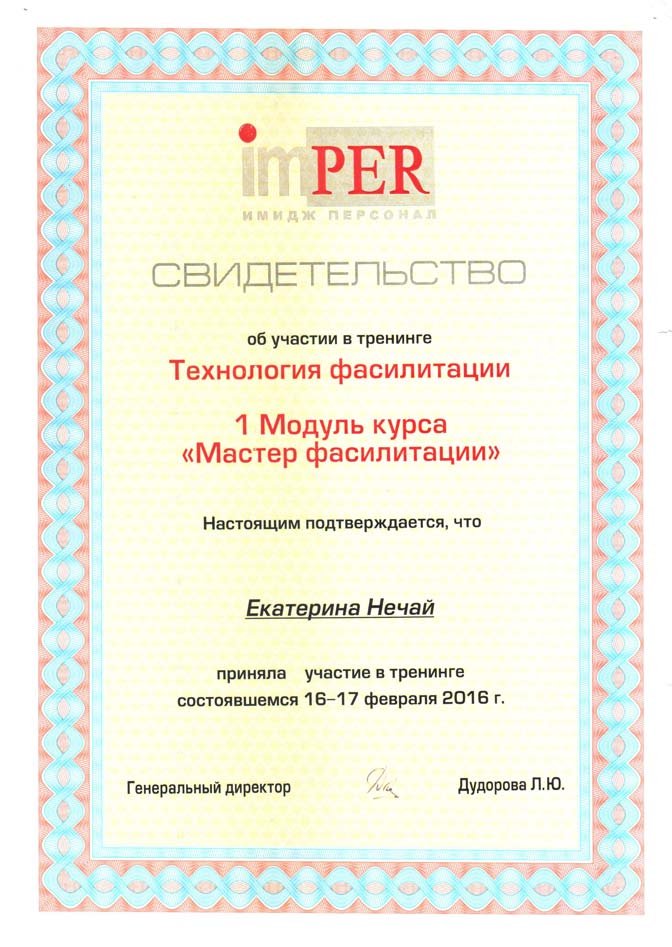 imPER
ИМИДЖ ПЕРСОНАЛ
СВИДЕТЕЛЬСТВО
об участии в тренинге
Технология фасилитации
1 Модуль курса
«Мастер фасилитации»
Настоящим подтверждается, что
Екатерина Нечай
приняла участие в тренинге
состоявшемся 16–17 февраля 2016 г.
Генеральный директор Дудорова Л.Ю.